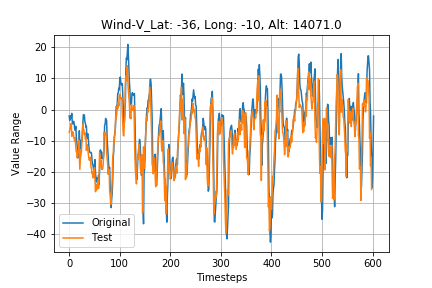 Wind-V_Lat: -36, Long: -10, Alt: 14071.0
Value Range
20
10
0
−10
−20
−30
−40
Original
Test
0
100
200
300
400
500
600
Timesteps